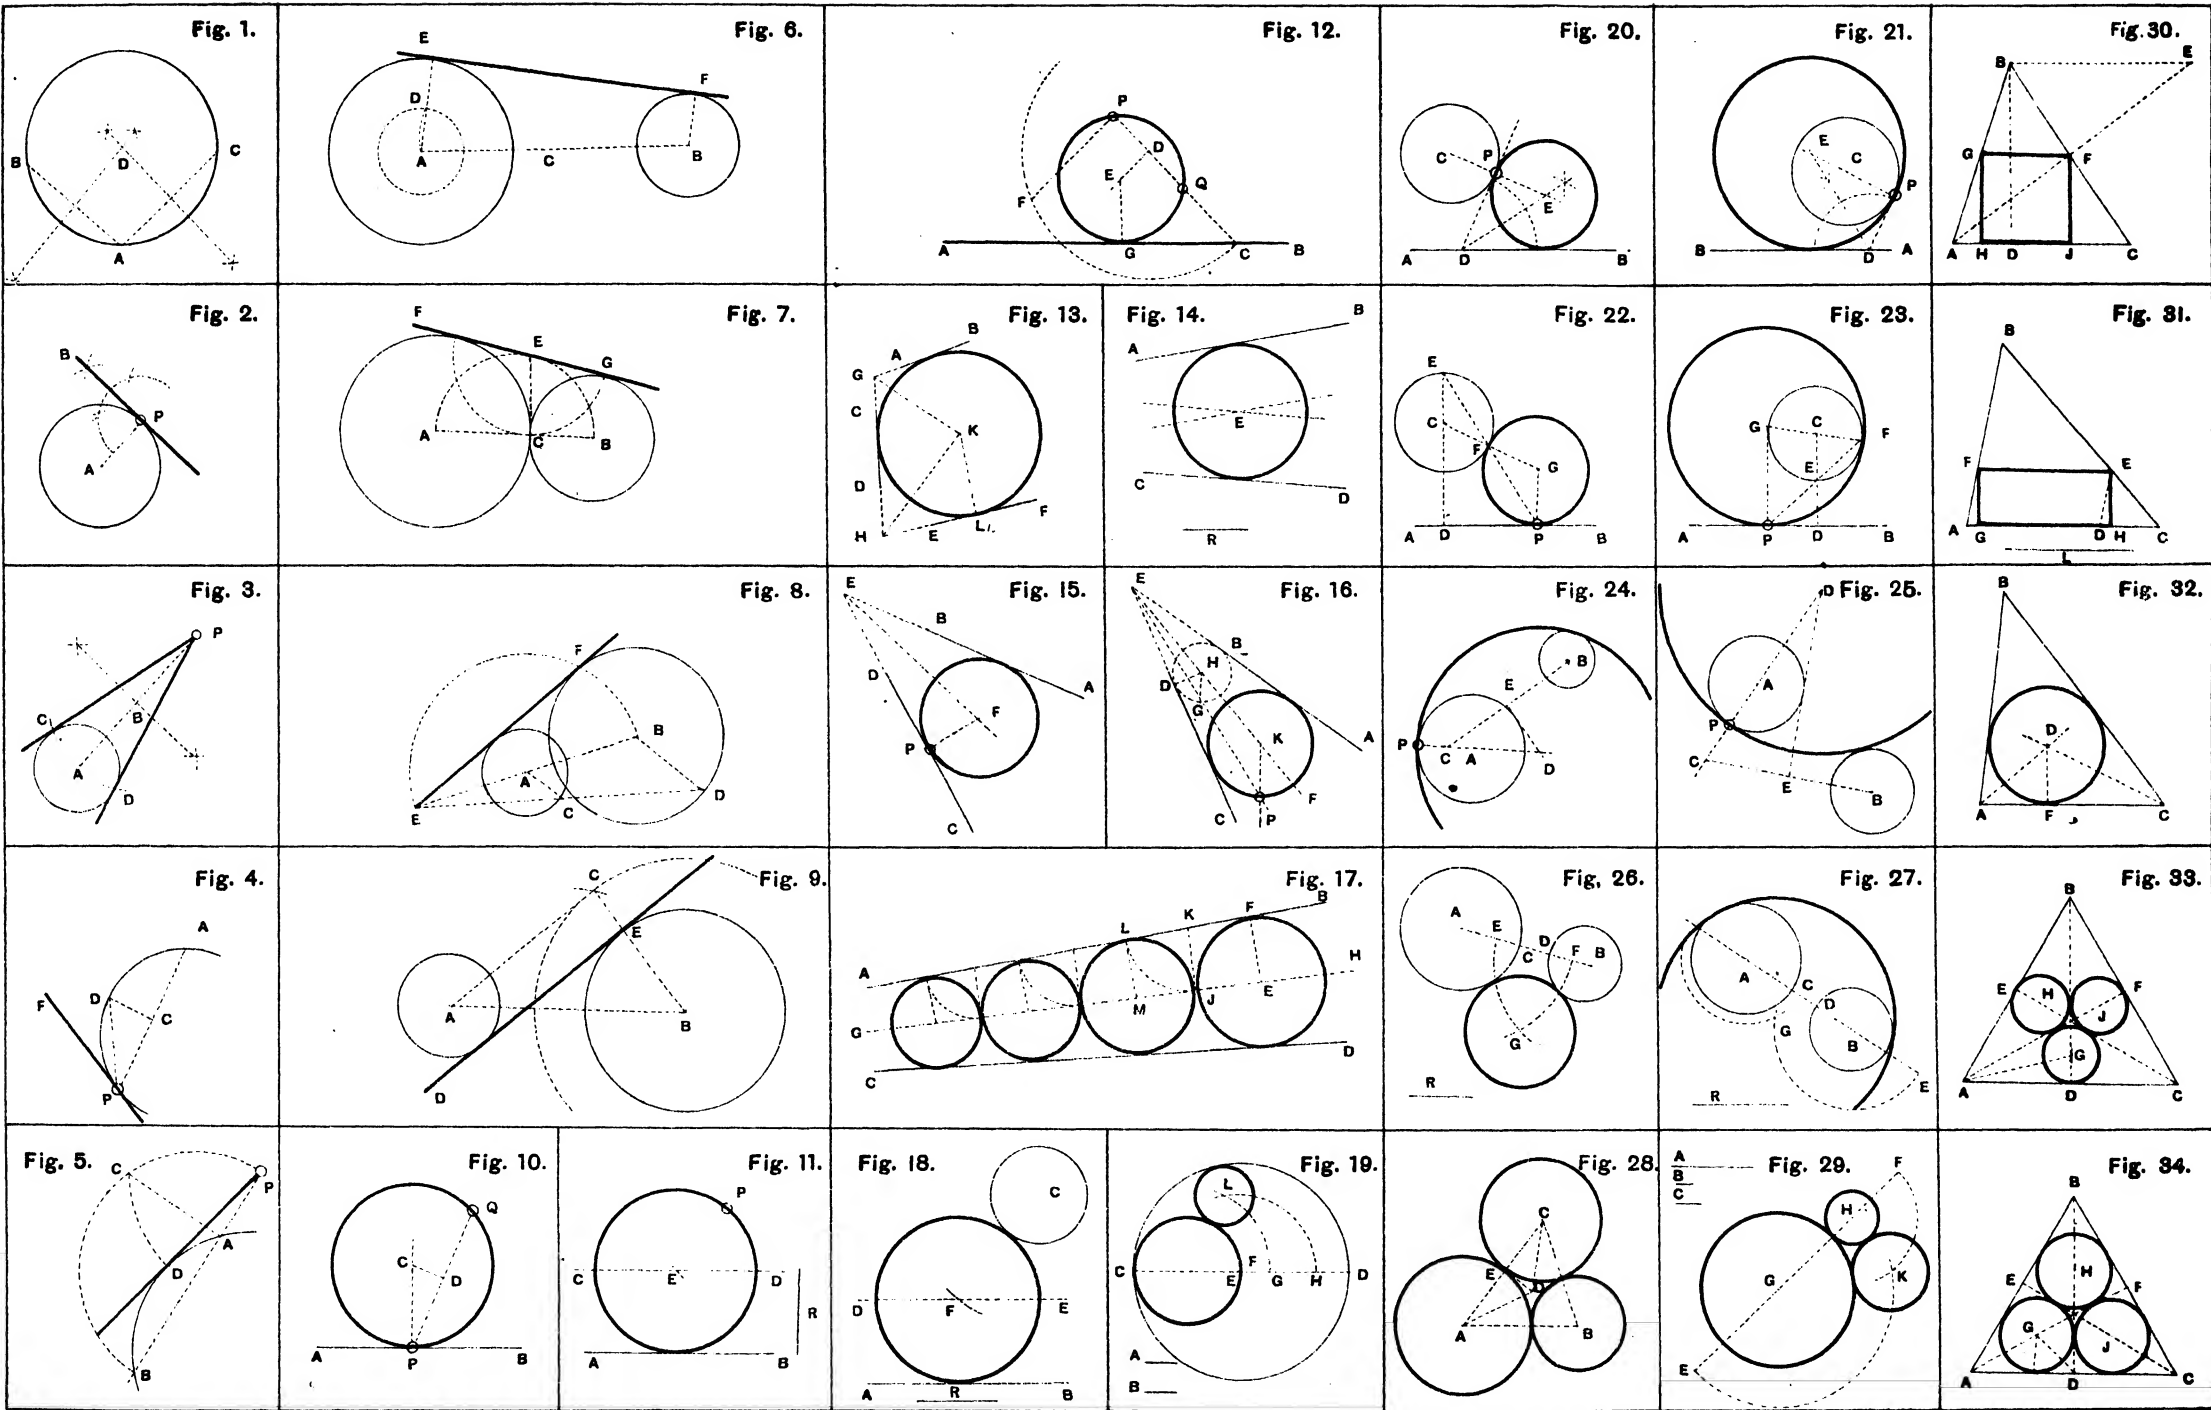 Fig. 1.
B
D
C
A
Fig. 6.
E
D
F
A
C
B
Fig. 12.
P
D
E
Q
F
A
G
C
B
Fig. 20.
C
P
E
A
D
B
Fig. 21.
E
C
P
B
D
A
Fig. 30.
B
E
G
F
A
H
D
J
C
Fig. 2.
B
P
A
Fig. 7.
F
E
G
A
C
B
Fig. 13.
B
A
G
C
K
D
H
E
L
F
Fig. 14.
B
A
E
C
D
R
Fig. 22.
E
C
F
G
A
D
P
B
Fig. 23.
G
C
F
E
A
P
D
B
Fig. 31.
B
F
E
A
G
D
H
C
L
Fig. 3.
P
C
B
A
D
Fig. 8.
F
B
A
D
E
C
Fig. 15.
E
B
D
A
F
P
C
Fig. 16.
E
B
H
D
G
K
A
F
C
P
Fig. 24.
B
E
P
C
A
D
Fig. 25.
D
A
P
C
E
B
Fig. 32.
B
D
A
F
C
Fig. 4.
A
D
F
C
P
Fig. 9.
C
E
A
B
D
Fig. 17.
B
F
K
L
A
H
E
J
M
G
D
C
Fig. 26.
A
E
D
F
B
C
G
R
Fig. 27.
A
C
D
G
B
E
R
Fig. 33.
B
E
H
F
J
G
A
D
C
Fig. 5.
C
P
A
D
B
Fig. 10.
Q
C
D
A
P
B
Fig. 11.
P
C
E
D
R
A
B
Fig. 18.
C
D
F
E
A
R
B
Fig. 19.
L
C
E
F
G
H
D
A
B
Fig. 28.
C
E
D
A
B
Fig. 29.
A
B
C
F
H
G
K
E
Fig. 34.
B
E
H
F
G
J
A
D
C